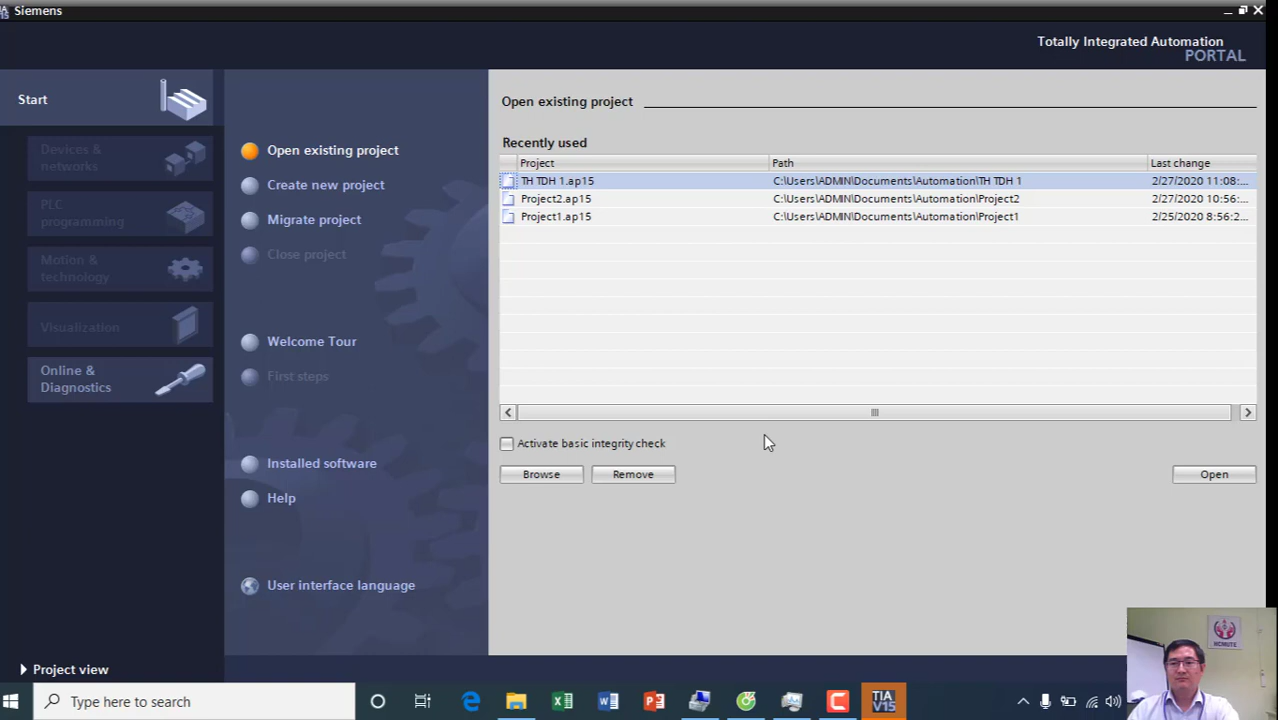 Siemens
Totally Integrated Automation
PORTAL
Start
Devices &
networks
PLC
programming
Motion &
technology
Visualization
Online &
Diagnostics
Project view
Open existing project
Create new project
Migrate project
Close project
Welcome Tour
First steps
Installed software
Help
User interface language
Open existing project
Recently used
Project Path Last change
TH TDH 1.ap15 C:\Users\ADMIN\Documents\Automation\TH TDH 1 2/27/2020 11:08:...
Project2.ap15 C:\Users\ADMIN\Documents\Automation\Project2 2/27/2020 10:56:...
Project1.ap15 C:\Users\ADMIN\Documents\Automation\Project1 2/25/2020 8:56:2...
Activate basic integrity check
Browse Remove Open
HCMUTE
Type here to search
TIA
V15